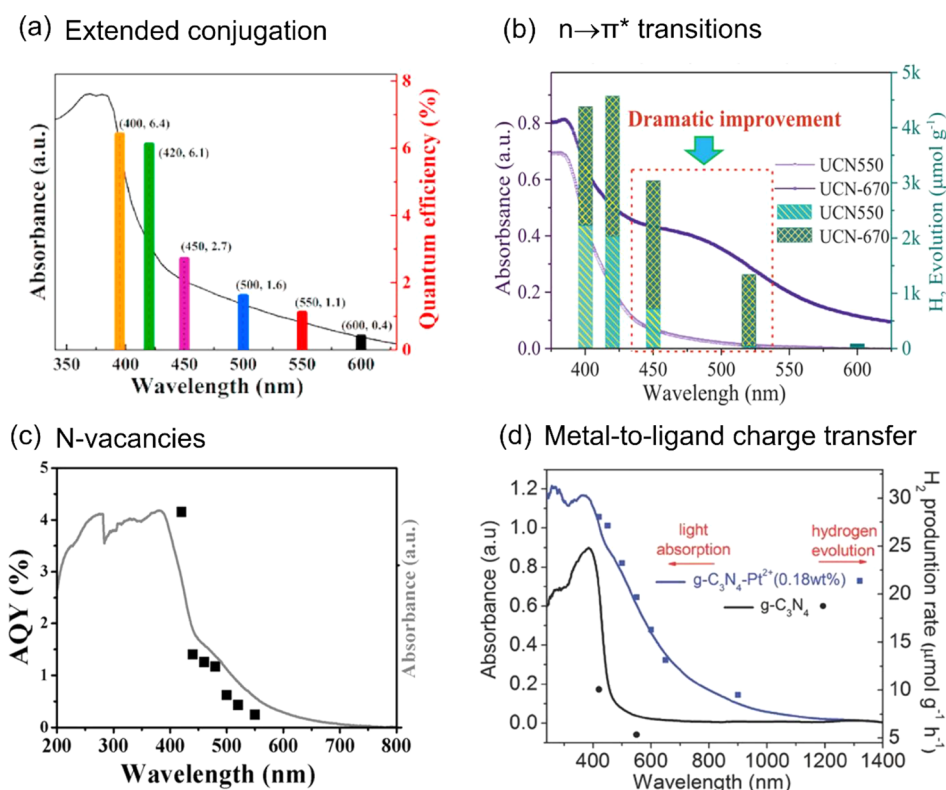 (a) Extended conjugation
Absorbance (a.u.)
Quantum efficiency (%)
8
6
4
2
0
(400, 6.4)
(420, 6.1)
(450, 2.7)
(500, 1.6)
(550, 1.1)
(600, 0.4)
350 400 450 500 550 600
Wavelength (nm)
(b) n→π* transitions
Absorbsance (a.u.)
0.8
0.6
0.4
0.2
0.0
Dramatic improvement
UCN550
UCN-670
UCN550
UCN-670
5k
4k
3k
2k
1k
0
H2 Evolution (μmol g-1)
400 450 500 550 600
Wavelengh (nm)
(c) N-vacancies
AQY (%)
5
4
3
2
1
0
Absorbance (a.u.)
200 300 400 500 600 700 800
Wavelength (nm)
(d) Metal-to-ligand charge transfer
Absorbance (a.u)
1.2
1.0
0.8
0.6
0.4
0.2
0.0
light
absorption
hydrogen
evolution
g-C3N4-Pt2+(0.18wt%)
g-C3N4
30
25
20
15
10
5
H2 produntion rate (μmol g-1 h-1)
400 600 800 1000 1200 1400
Wavelength (nm)